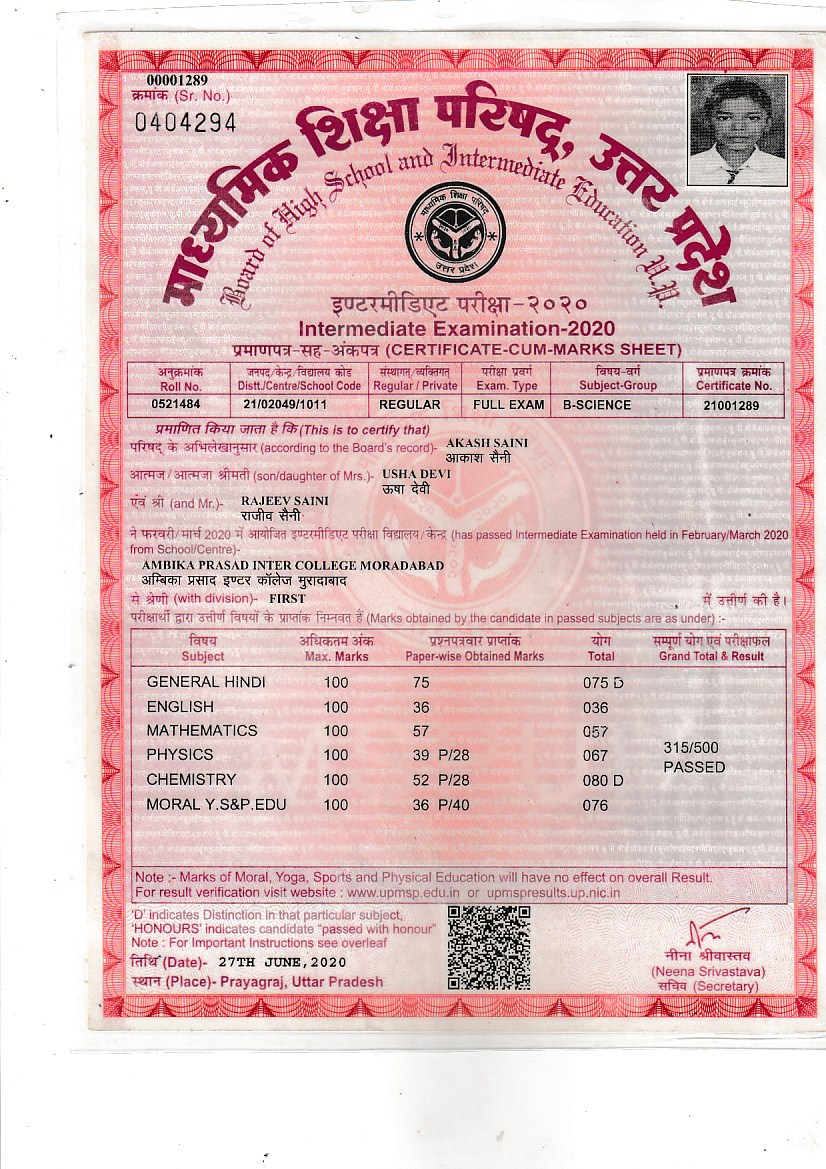 00001289
क्रमांक (Sr. No.)
0404294
माध्यमिक शिक्षा परिषद्, उत्तर प्रदेश
Board of High School and Intermediate Education U.P.
माध्यमिक शिक्षा परिषद
उत्तर प्रदेश
इण्टरमीडिएट परीक्षा-२०२०
Intermediate Examination-2020
प्रमाणपत्र-सह-अंकपत्र (CERTIFICATE-CUM-MARKS SHEET)
अनुक्रमांक जनपद/केन्द्र/विद्यालय कोड संस्थागत/व्यक्तिगत् परीक्षा प्रवर्ग विषय-वर्ग प्रमाणपत्र क्रमांक
Roll No. Distt./Centre/School Code Regular / Private Exam. Type Subject-Group Certificate No.
0521484 21/02049/1011 REGULAR FULL EXAM B-SCIENCE 21001289
प्रमाणित किया जाता है कि (This is to certify that)
परिषद् के अभिलेखानुसार (according to the Board's record)- AKASH SAINI
आकाश सैनी
आत्मज/आत्मजा श्रीमती (son/daughter of Mrs.)- USHA DEVI
ऊषा देवी
एवं श्री (and Mr.)- RAJEEV SAINI
राजीव सैनी
ने फरवरी/मार्च 2020 में आयोजित इण्टरमीडिएट परीक्षा विद्यालय/केन्द्र (has passed Intermediate Examination held in February/March 2020
from School/Centre)-
AMBIKA PRASAD INTER COLLEGE MORADABAD
अम्बिका प्रसाद इण्टर कॉलेज मुरादाबाद
से श्रेणी (with division)- FIRST में उत्तीर्ण की है।
परीक्षार्थी द्वारा उत्तीर्ण विषयों के प्राप्तांक निम्नवत हैं (Marks obtained by the candidate in passed subjects are as under) :-
विषय अधिकतम अंक प्रश्नपत्रवार प्राप्तांक योग सम्पूर्ण योग एवं परीक्षाफल
Subject Max. Marks Paper-wise Obtained Marks Total Grand Total & Result
GENERAL HINDI 100 75 075 D
ENGLISH 100 36 036
MATHEMATICS 100 57 057
PHYSICS 100 39 P/28 067
CHEMISTRY 100 52 P/28 080 D
MORAL Y.S&P.EDU 100 36 P/40 076
315/500
PASSED
Note :- Marks of Moral, Yoga, Sports and Physical Education will have no effect on overall Result.
For result verification visit website : www.upmsp.edu.in or upmspresults.up.nic.in
'D' indicates Distinction in that particular subject,
'HONOURS' indicates candidate "passed with honour"
Note : For Important Instructions see overleaf
तिथि (Date)- 27TH JUNE,2020
स्थान (Place)- Prayagraj, Uttar Pradesh
नीना श्रीवास्तव
(Neena Srivastava)
सचिव (Secretary)